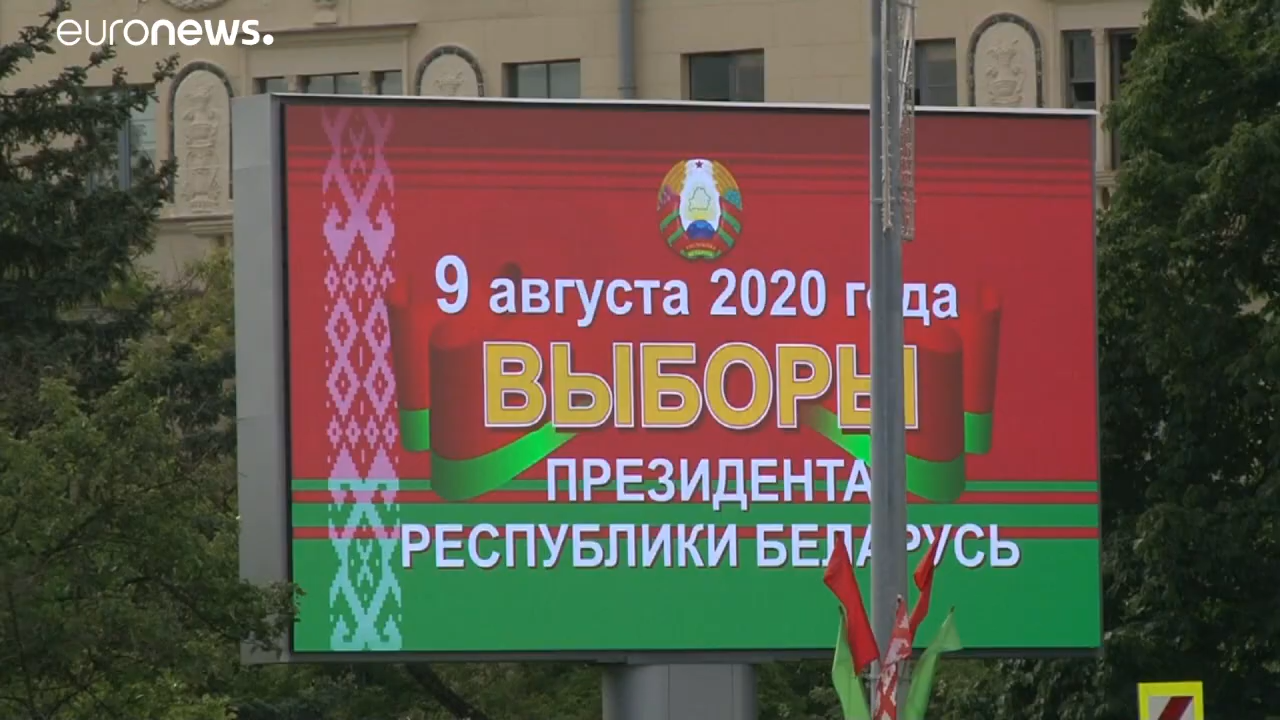 euronews.
9 августа 2020 года
ВЫБОРЫ
ПРЕЗИДЕНТА
РЕСПУБЛИКИ БЕЛАРУСЬ